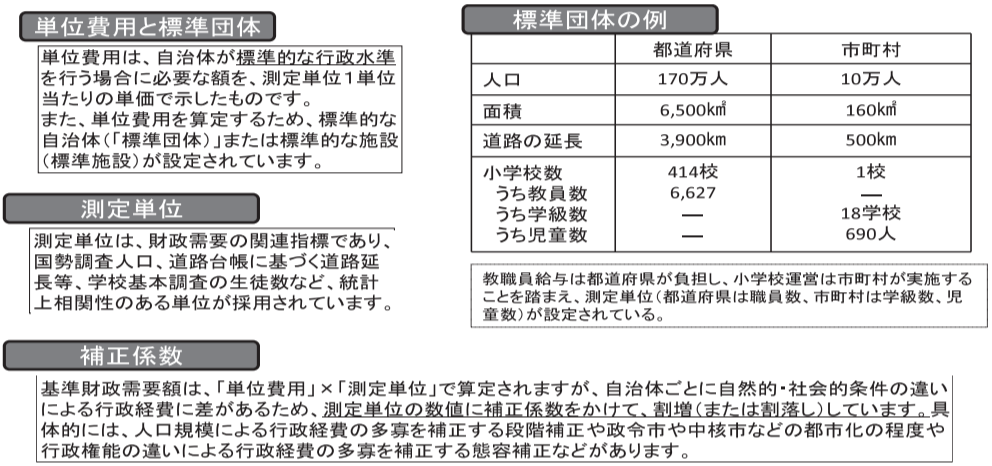 単位費用と標準団体
単位費用は、自治体が標準的な行政水準
を行う場合に必要な額を、測定単位１単位
当たりの単価で示したものです。
また、単位費用を算定するため、標準的な
自治体（「標準団体」）または標準的な施設
（標準施設）が設定されています。
測定単位
測定単位は、財政需要の関連指標であり、
国勢調査人口、道路台帳に基づく道路延
長等、学校基本調査の生徒数など、統計
上相関性のある単位が採用されています。
標準団体の例
都道府県 市町村
人口 170万人 10万人
面積 6,500㎢ 160㎢
道路の延長 3,900km 500km
小学校数 414校 1校
うち教員数 6,627 ―
うち学級数 ― 18学校
うち児童数 ― 690人
教職員給与は都道府県が負担し、小学校運営は市町村が実施する
ことを踏まえ、測定単位（都道府県は職員数、市町村は学級数、児
童数）が設定されている。
補正係数
基準財政需要額は、「単位費用」×「測定単位」で算定されますが、自治体ごとに自然的・社会的条件の違い
による行政経費に差があるため、測定単位の数値に補正係数をかけて、割増（または割落し）しています。具
体的には、人口規模による行政経費の多寡を補正する段階補正や政令市や中核市などの都市化の程度や
行政権能の違いによる行政経費の多寡を補正する態容補正などがあります。